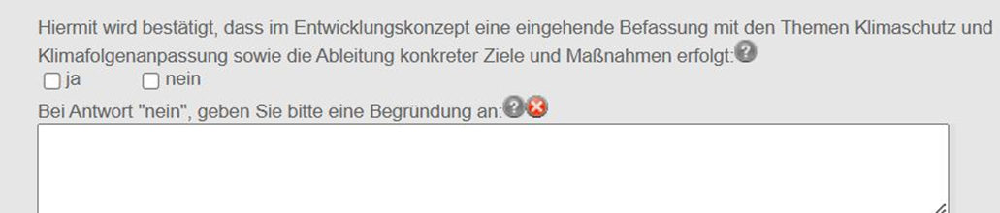 Hiermit wird bestätigt, dass im Entwicklungskonzept eine eingehende Befassung mit den Themen Klimaschutz und
Klimafolgenanpassung sowie die Ableitung konkreter Ziele und Maßnahmen erfolgt:?
ja nein
Bei Antwort "nein", geben Sie bitte eine Begründung an:?